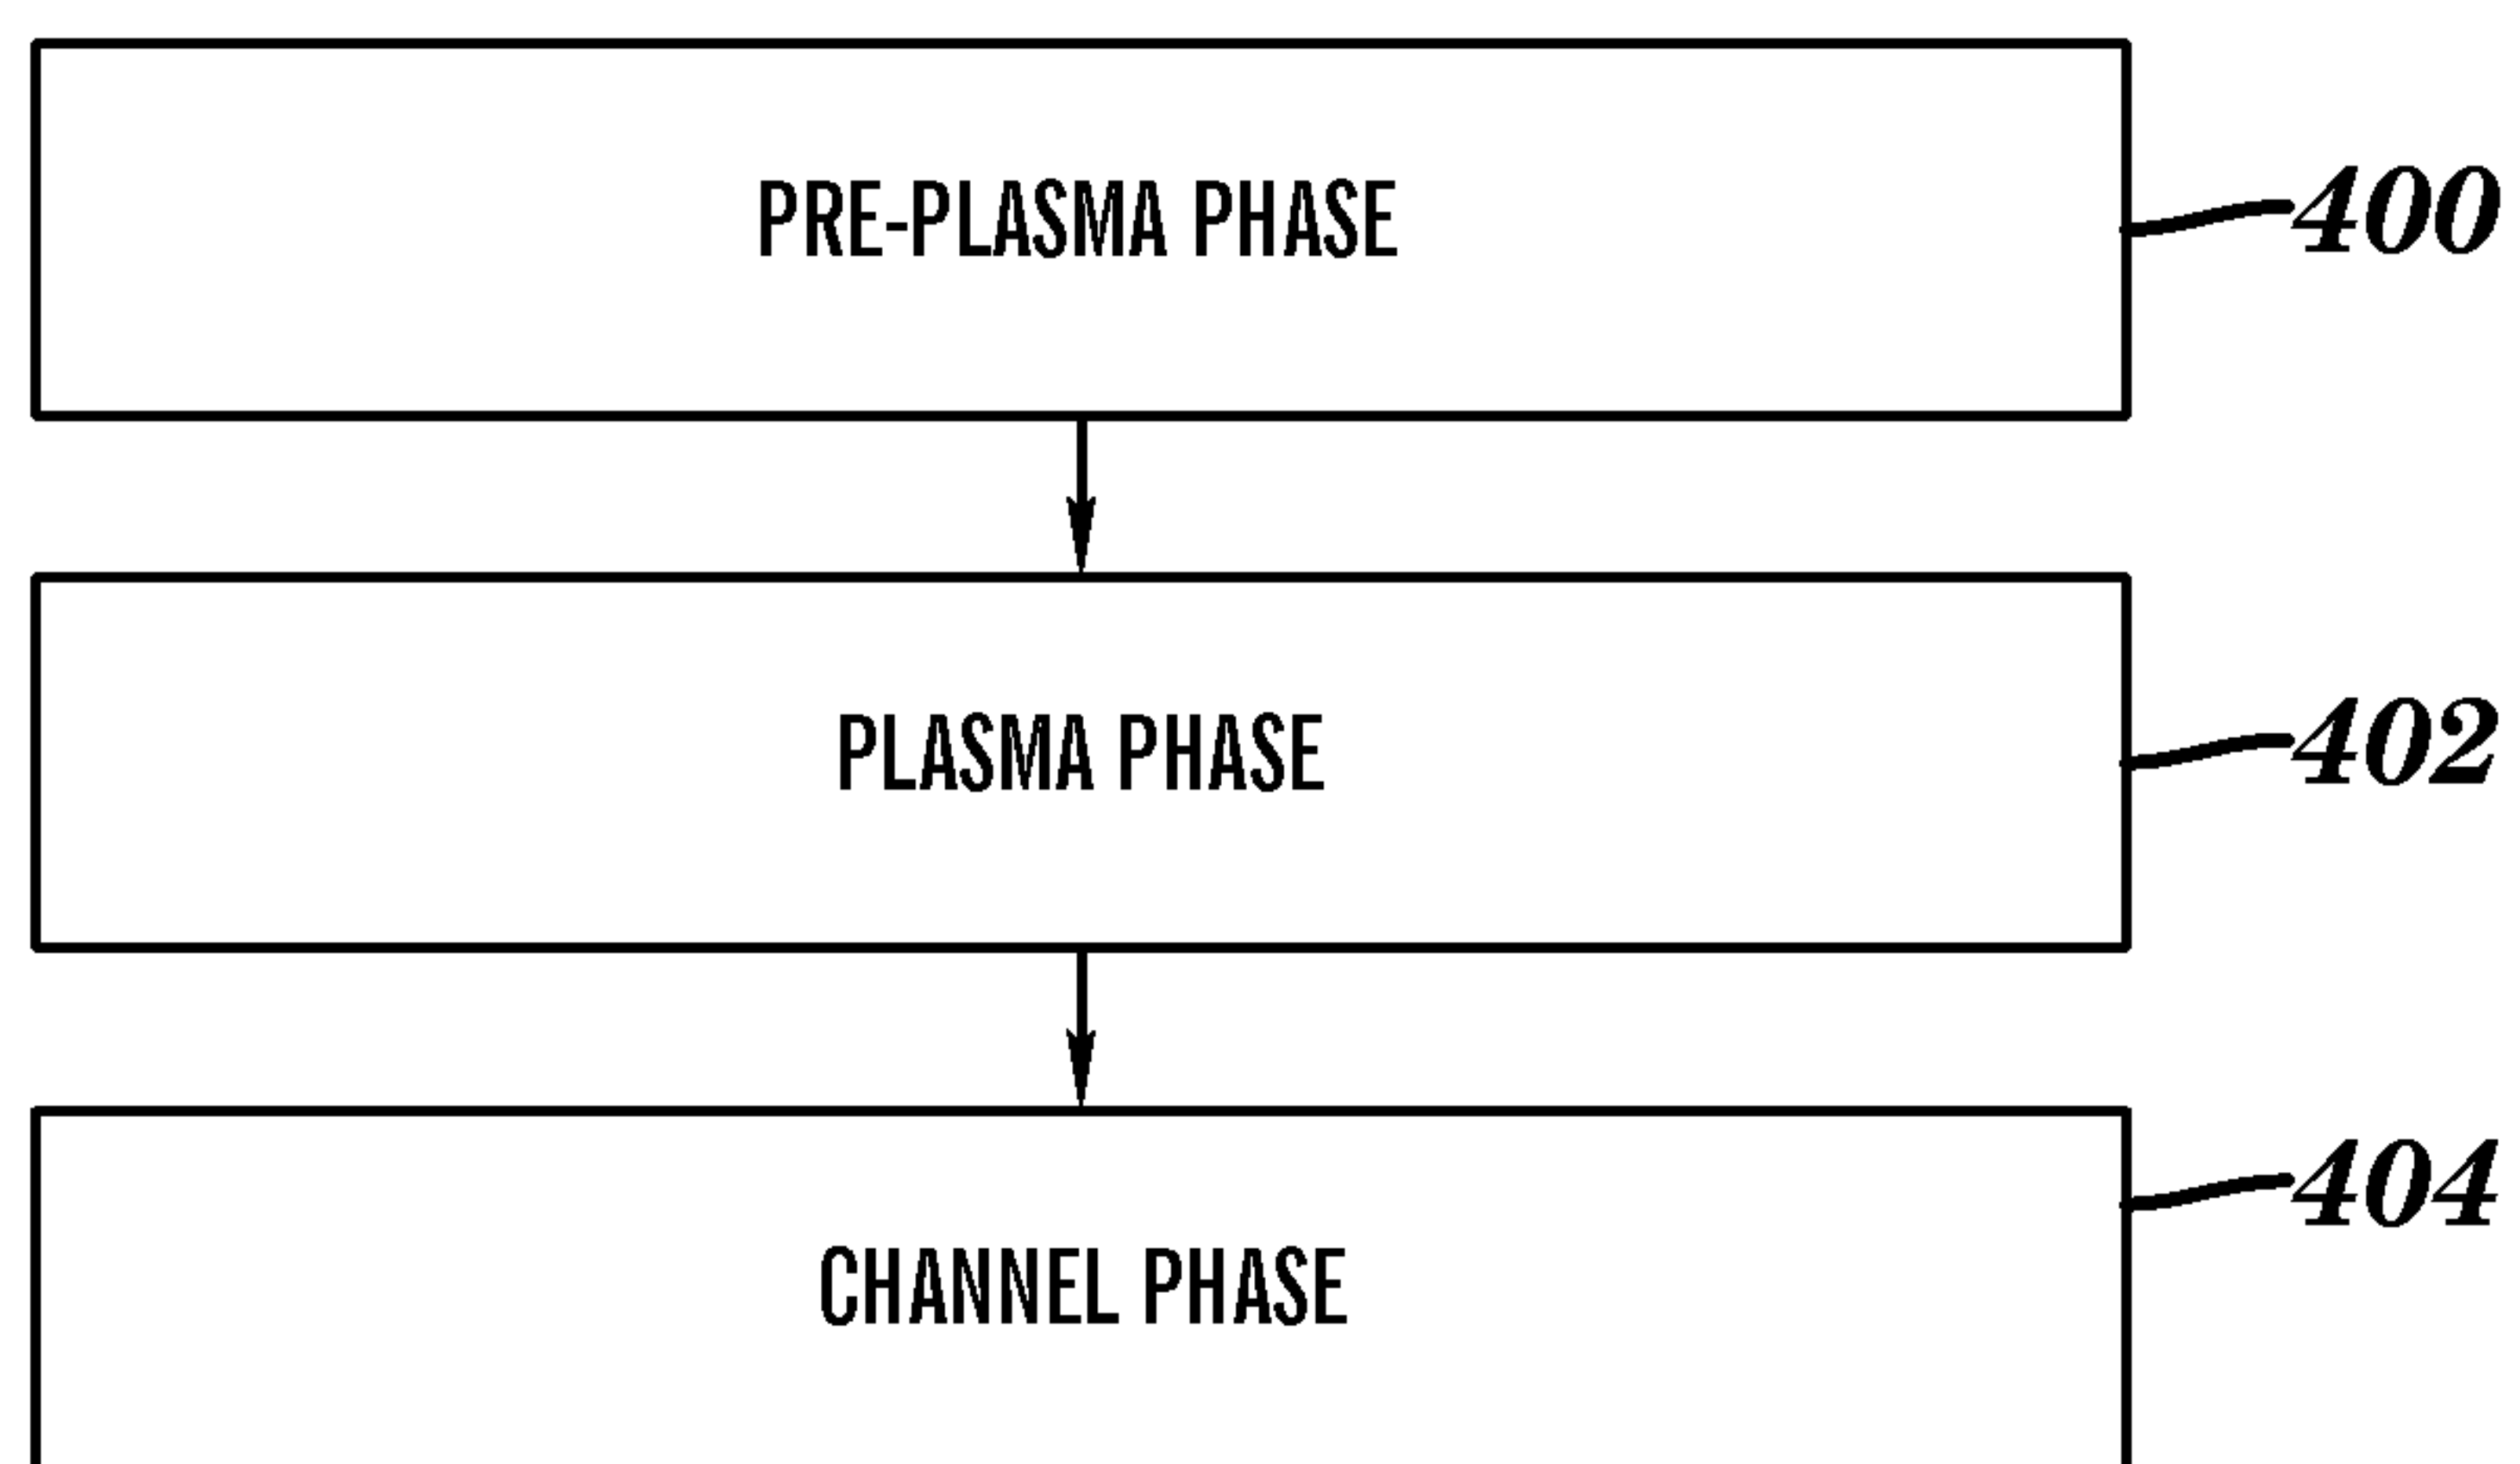 PRE-PLASMA PHASE
400
PLASMA PHASE
402
404
CHANNEL PHASE